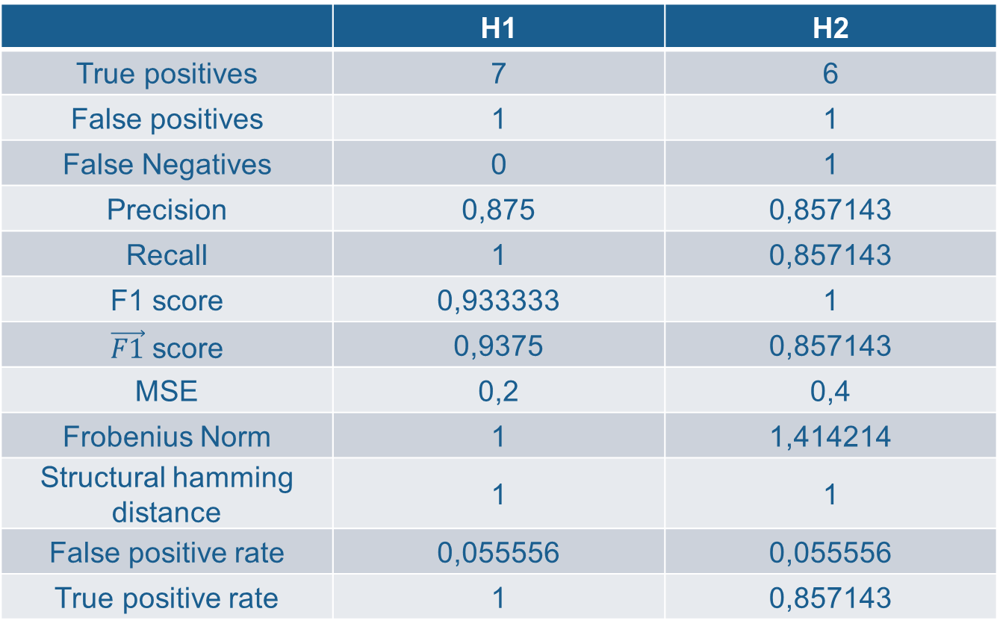 H1 H2
True positives 7 6
False positives 1 1
False Negatives 0 1
Precision 0,875 0,857143
Recall 1 0,857143
F1 score 0,933333 1
F1⃗ score 0,9375 0,857143
MSE 0,2 0,4
Frobenius Norm 1 1,414214
Structural hamming
distance 1 1
False positive rate 0,055556 0,055556
True positive rate 1 0,857143